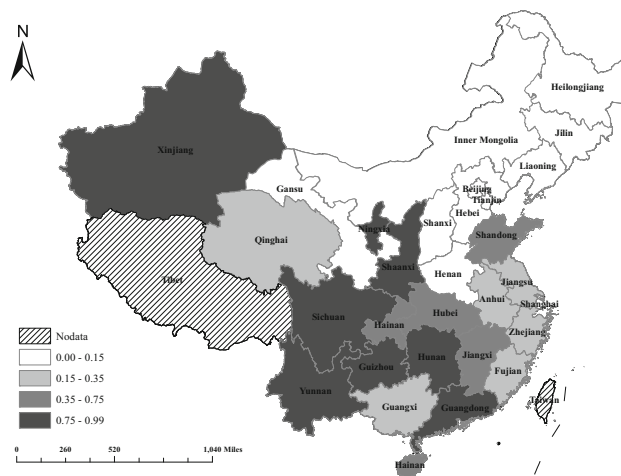 N
Heilongjiang
Jilin
Inner Mongolia
Liaoning
Xinjiang
Gansu
Beijing
Tianjin
Hebei
Shanxi
Ningxia
Shandong
Qinghai
Shaanxi
Henan
Tibet
Jiangsu
Anhui
Shanghai
Sichuan
Hubei
Hainan
Zhejiang
Hunan
Jiangxi
Guizhou
Fujian
Yunnan
Guangxi
Guangdong
Taiwan
Hainan
Nodata
0.00 - 0.15
0.15 - 0.35
0.35 - 0.75
0.75 - 0.99
0 260 520 1,040 Miles